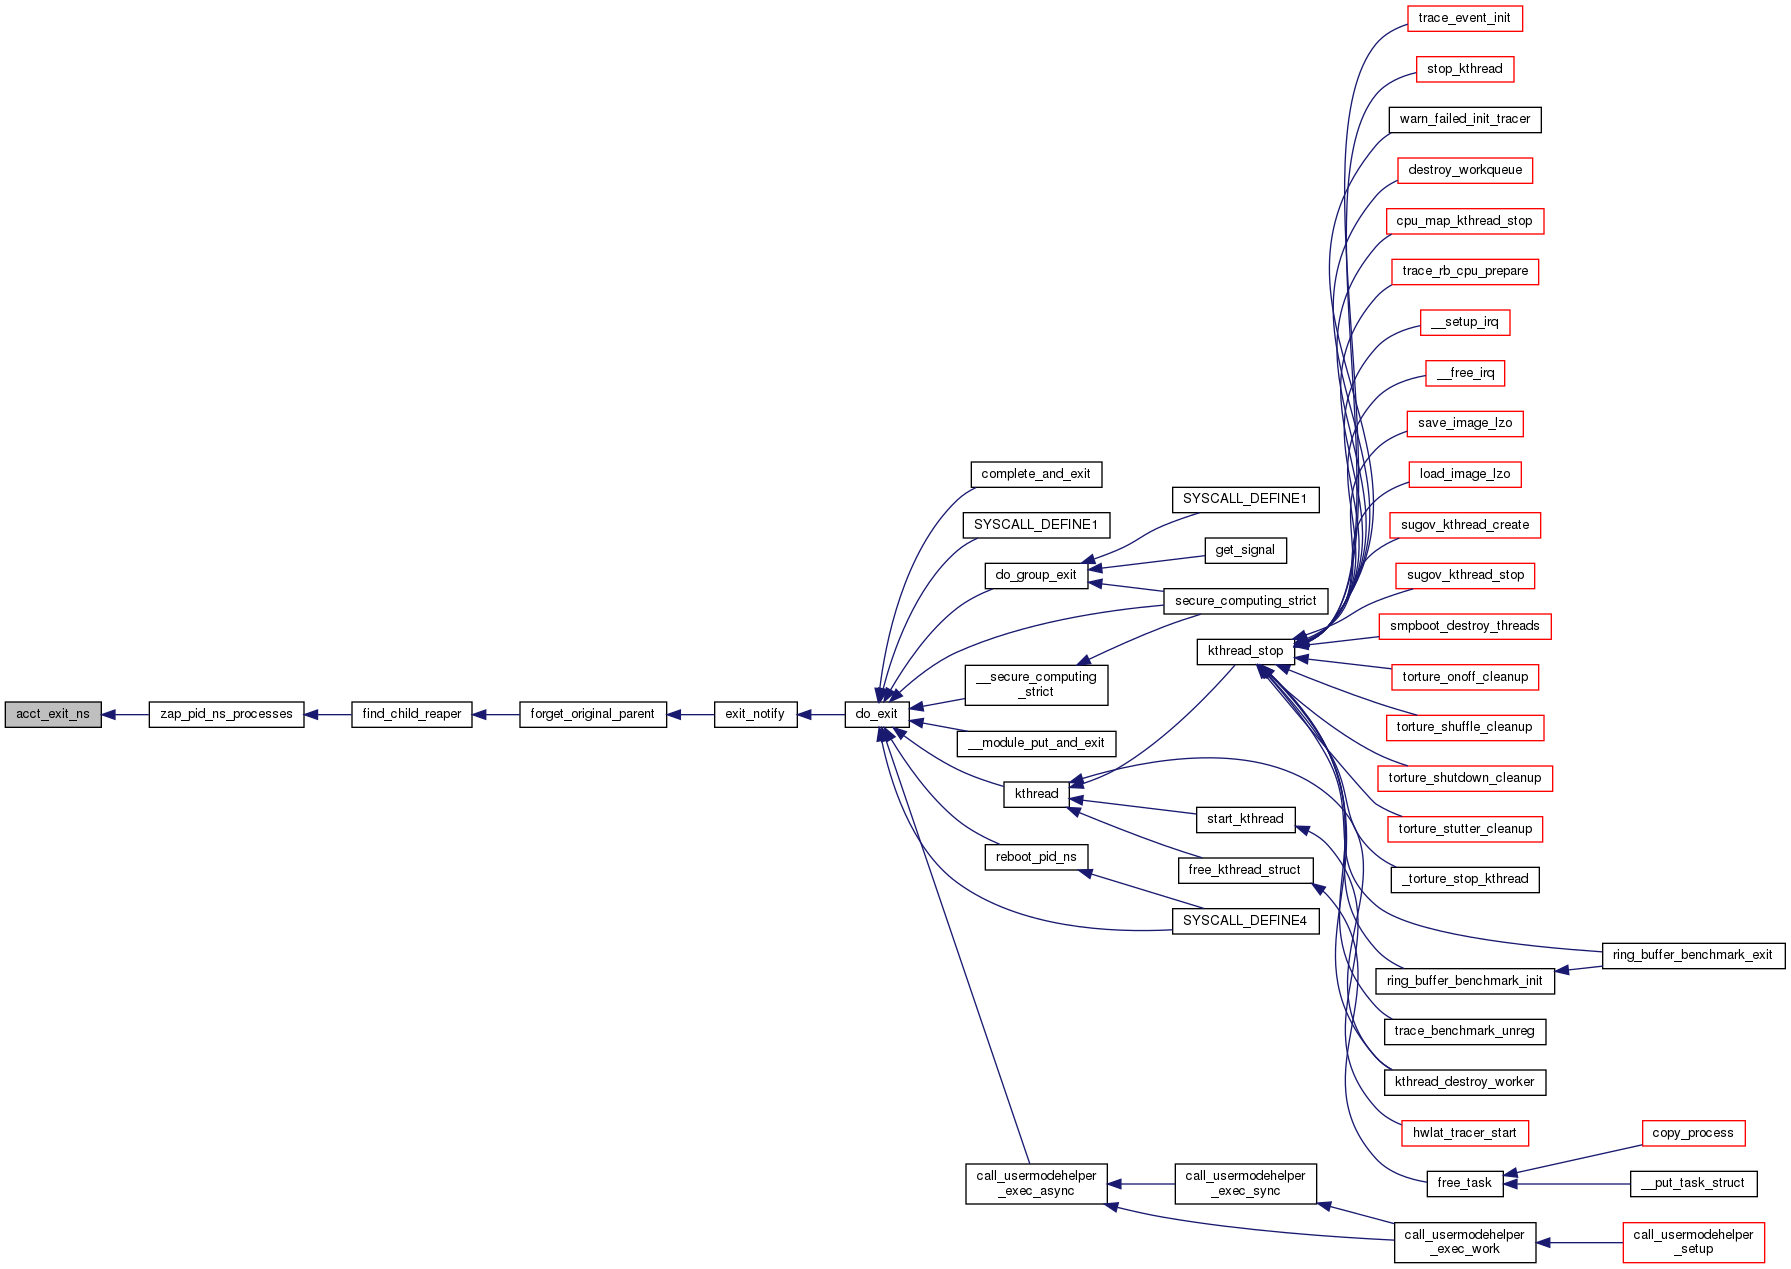 trace_event_init
stop_kthread
warn_failed_init_tracer
destroy_workqueue
cpu_map_kthread_stop
trace_rb_cpu_prepare
__setup_irq
__free_irq
save_image_lzo
load_image_lzo
sugov_kthread_create
sugov_kthread_stop
smpboot_destroy_threads
torture_onoff_cleanup
torture_shuffle_cleanup
torture_shutdown_cleanup
torture_stutter_cleanup
_torture_stop_kthread
ring_buffer_benchmark_exit
ring_buffer_benchmark_init
trace_benchmark_unreg
kthread_destroy_worker
hwlat_tracer_start
copy_process
free_task
__put_task_struct
call_usermodehelper
_exec_work
call_usermodehelper
_setup
complete_and_exit
SYSCALL_DEFINE1
SYSCALL_DEFINE1
get_signal
do_group_exit
secure_computing_strict
kthread_stop
__secure_computing
_strict
acct_exit_ns
zap_pid_ns_processes
find_child_reaper
forget_original_parent
exit_notify
do_exit
__module_put_and_exit
kthread
start_kthread
reboot_pid_ns
free_kthread_struct
SYSCALL_DEFINE4
call_usermodehelper
_exec_async
call_usermodehelper
_exec_sync